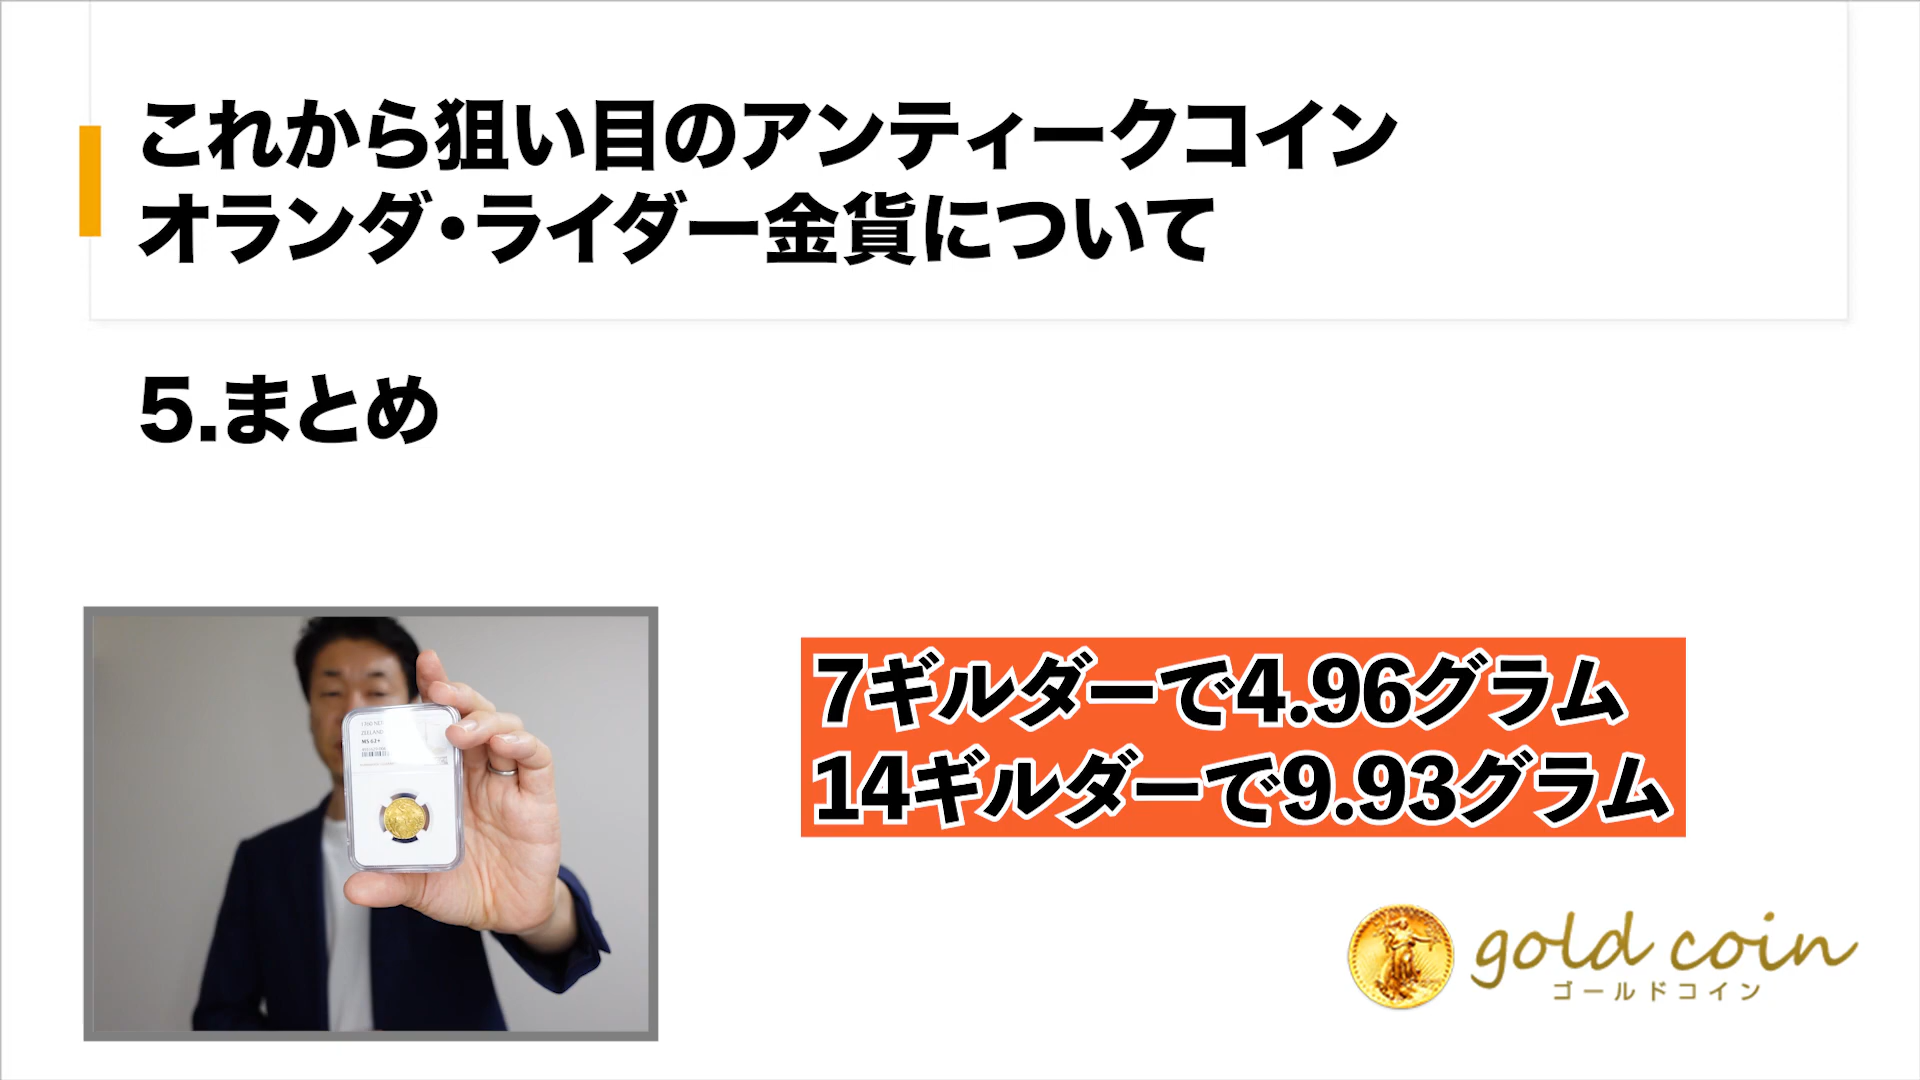 これから狙い目のアンティークコイン
オランダ・ライダー金貨について
5.まとめ
ZEELAND
MS 62+
7ギルダーで4.96グラム
14ギルダーで9.93グラム
gold coin
ゴールドコイン